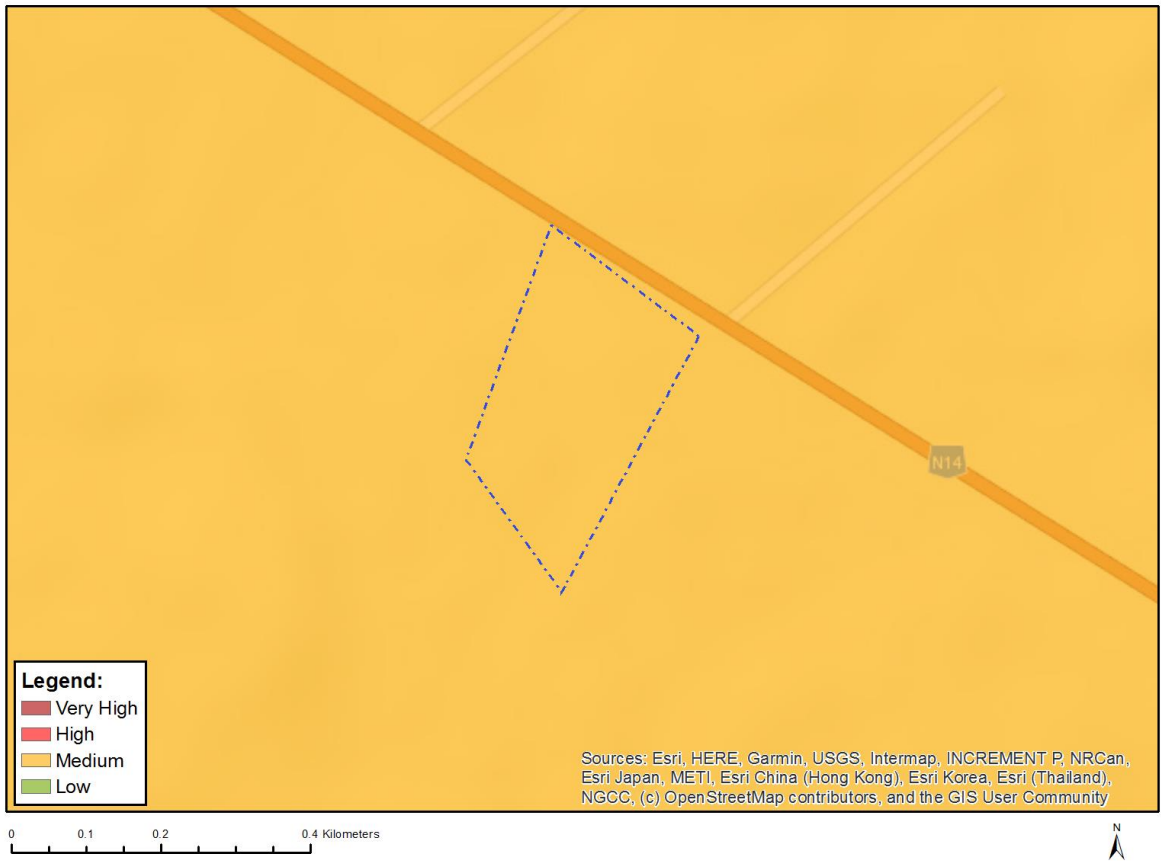 N14
Legend:
Very High
High
Medium
Low
Sources: Esri, HERE, Garmin, USGS, Intermap, INCREMENT P, NRCan,
Esri Japan, METI, Esri China (Hong Kong), Esri Korea, Esri (Thailand),
NGCC, (c) OpenStreetMap contributors, and the GIS User Community
0 0.1 0.2 0.4 Kilometers
N